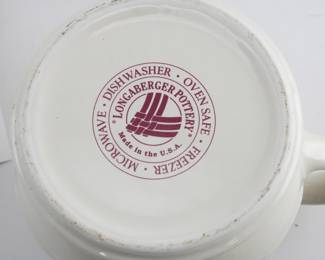 MICROWAVE · DISHWASHER · OVEN SAFE · FREEZER ·
® LONGABERGER POTTERY ®
Made in the U.S.A.